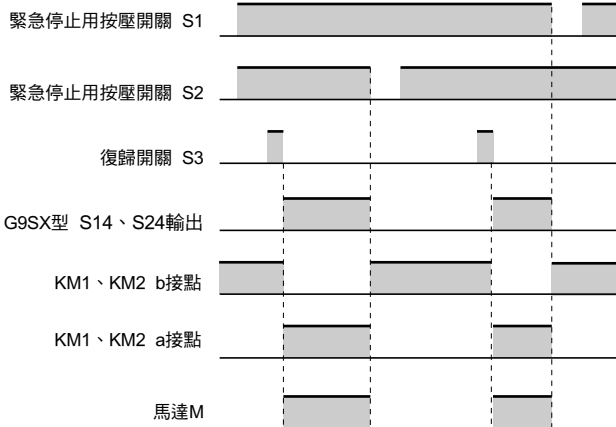 緊急停止用按壓開關 S1
緊急停止用按壓開關 S2
復歸開關 S3
G9SX型 S14、S24輸出
KM1、KM2 b接點
KM1、KM2 a接點
馬達M